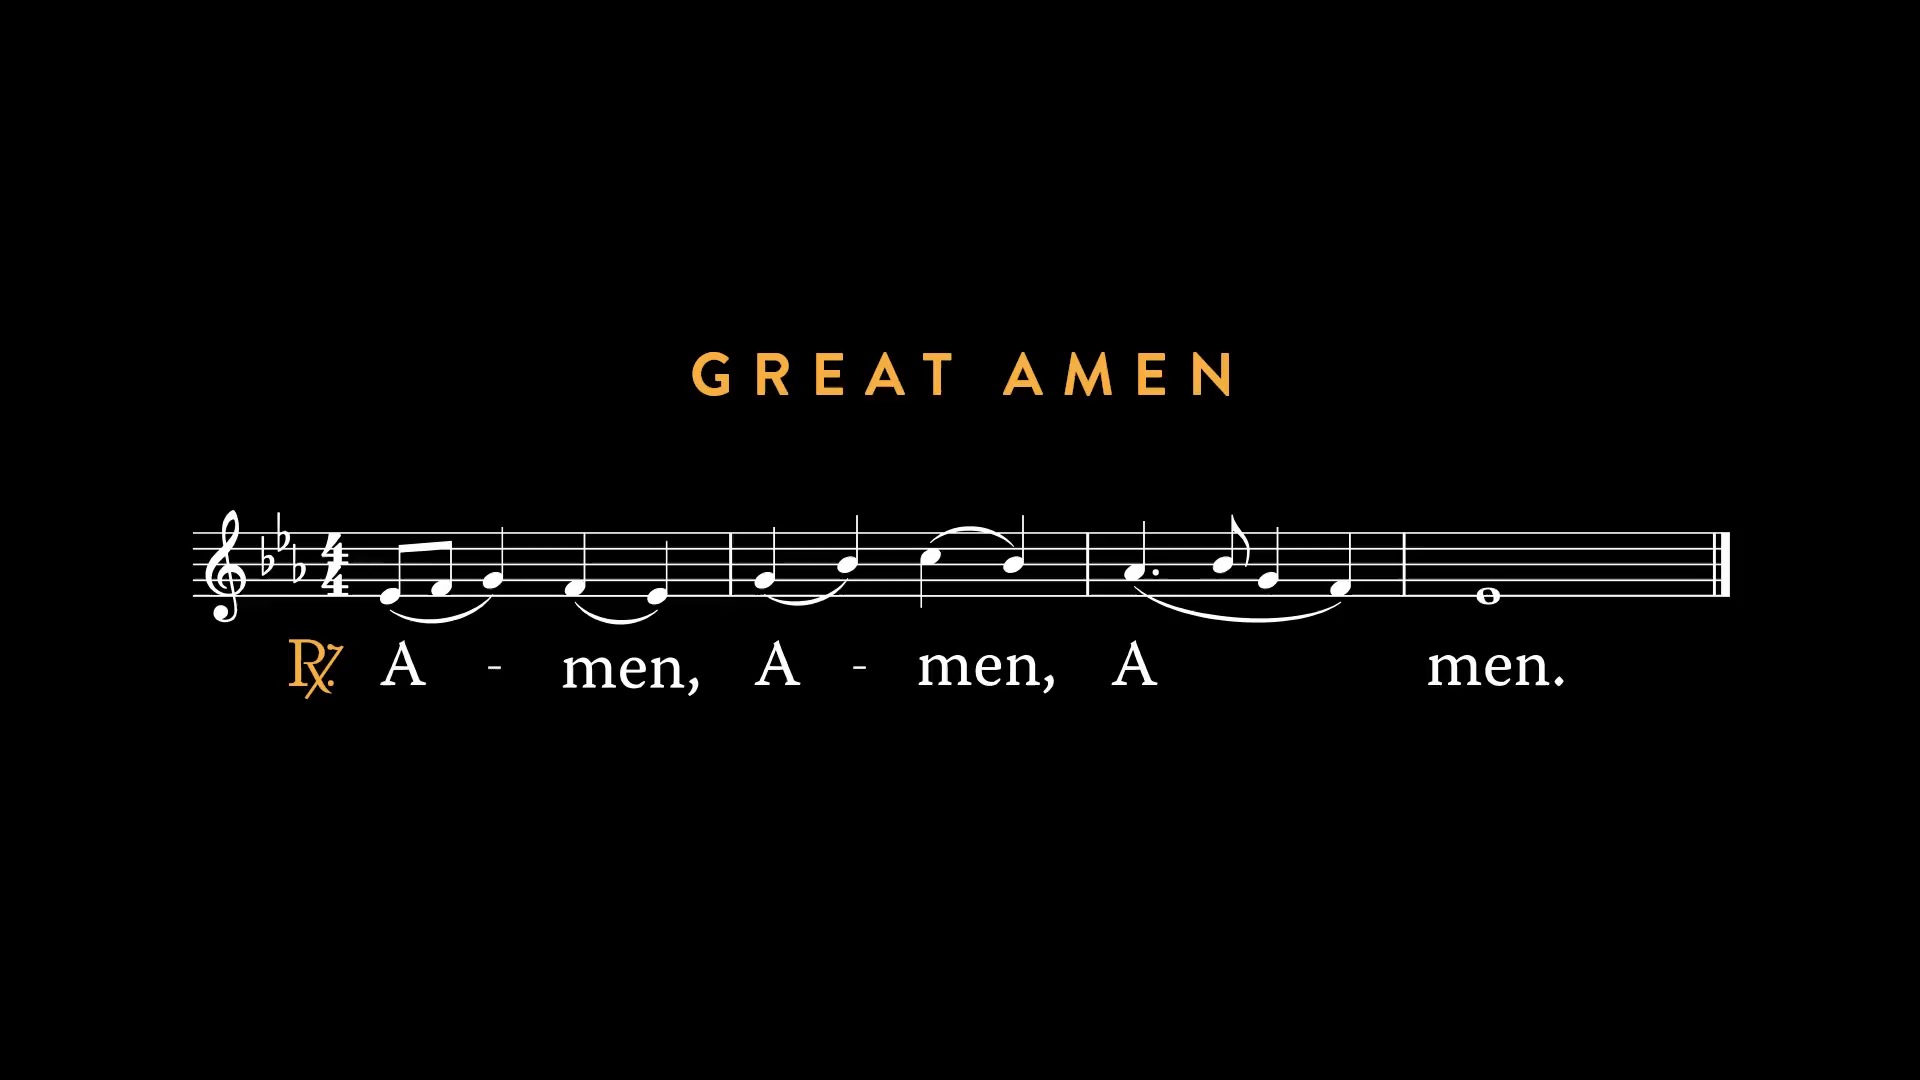 GREAT AMEN
℟. A - men, A - men, A men.